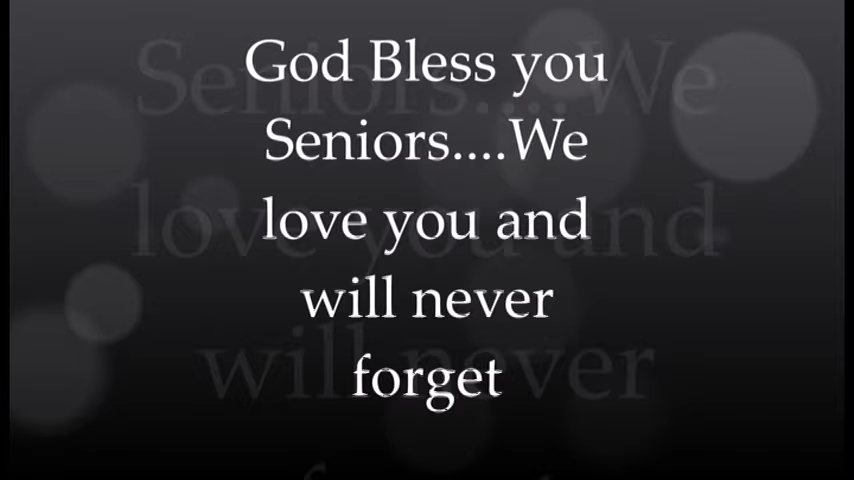 God Bless you
Seniors....We
love you and
will never
forget